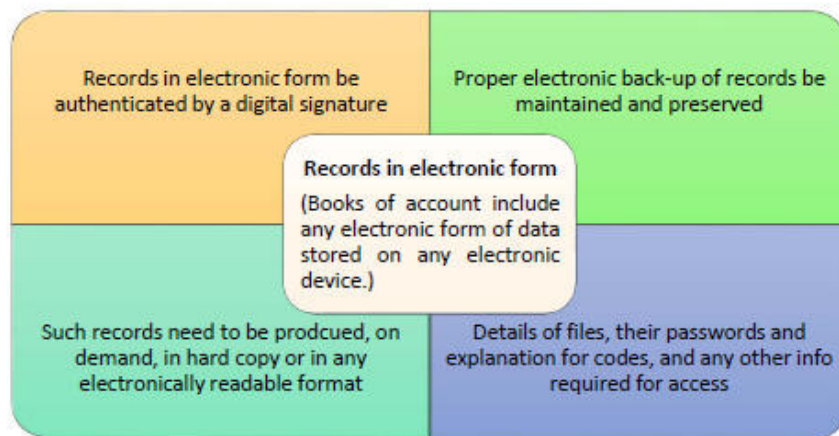 Records in electronic form be
authenticated by a digital signature
Proper electronic back-up of records be
maintained and preserved
Records in electronic form
(Books of account include
any electronic form of data
stored on any electronic
device.)
Such records need to be prodcued, on
demand, in hard copy or in any
electronically readable format
Details of files, their passwords and
explanation for codes, and any other info
required for access